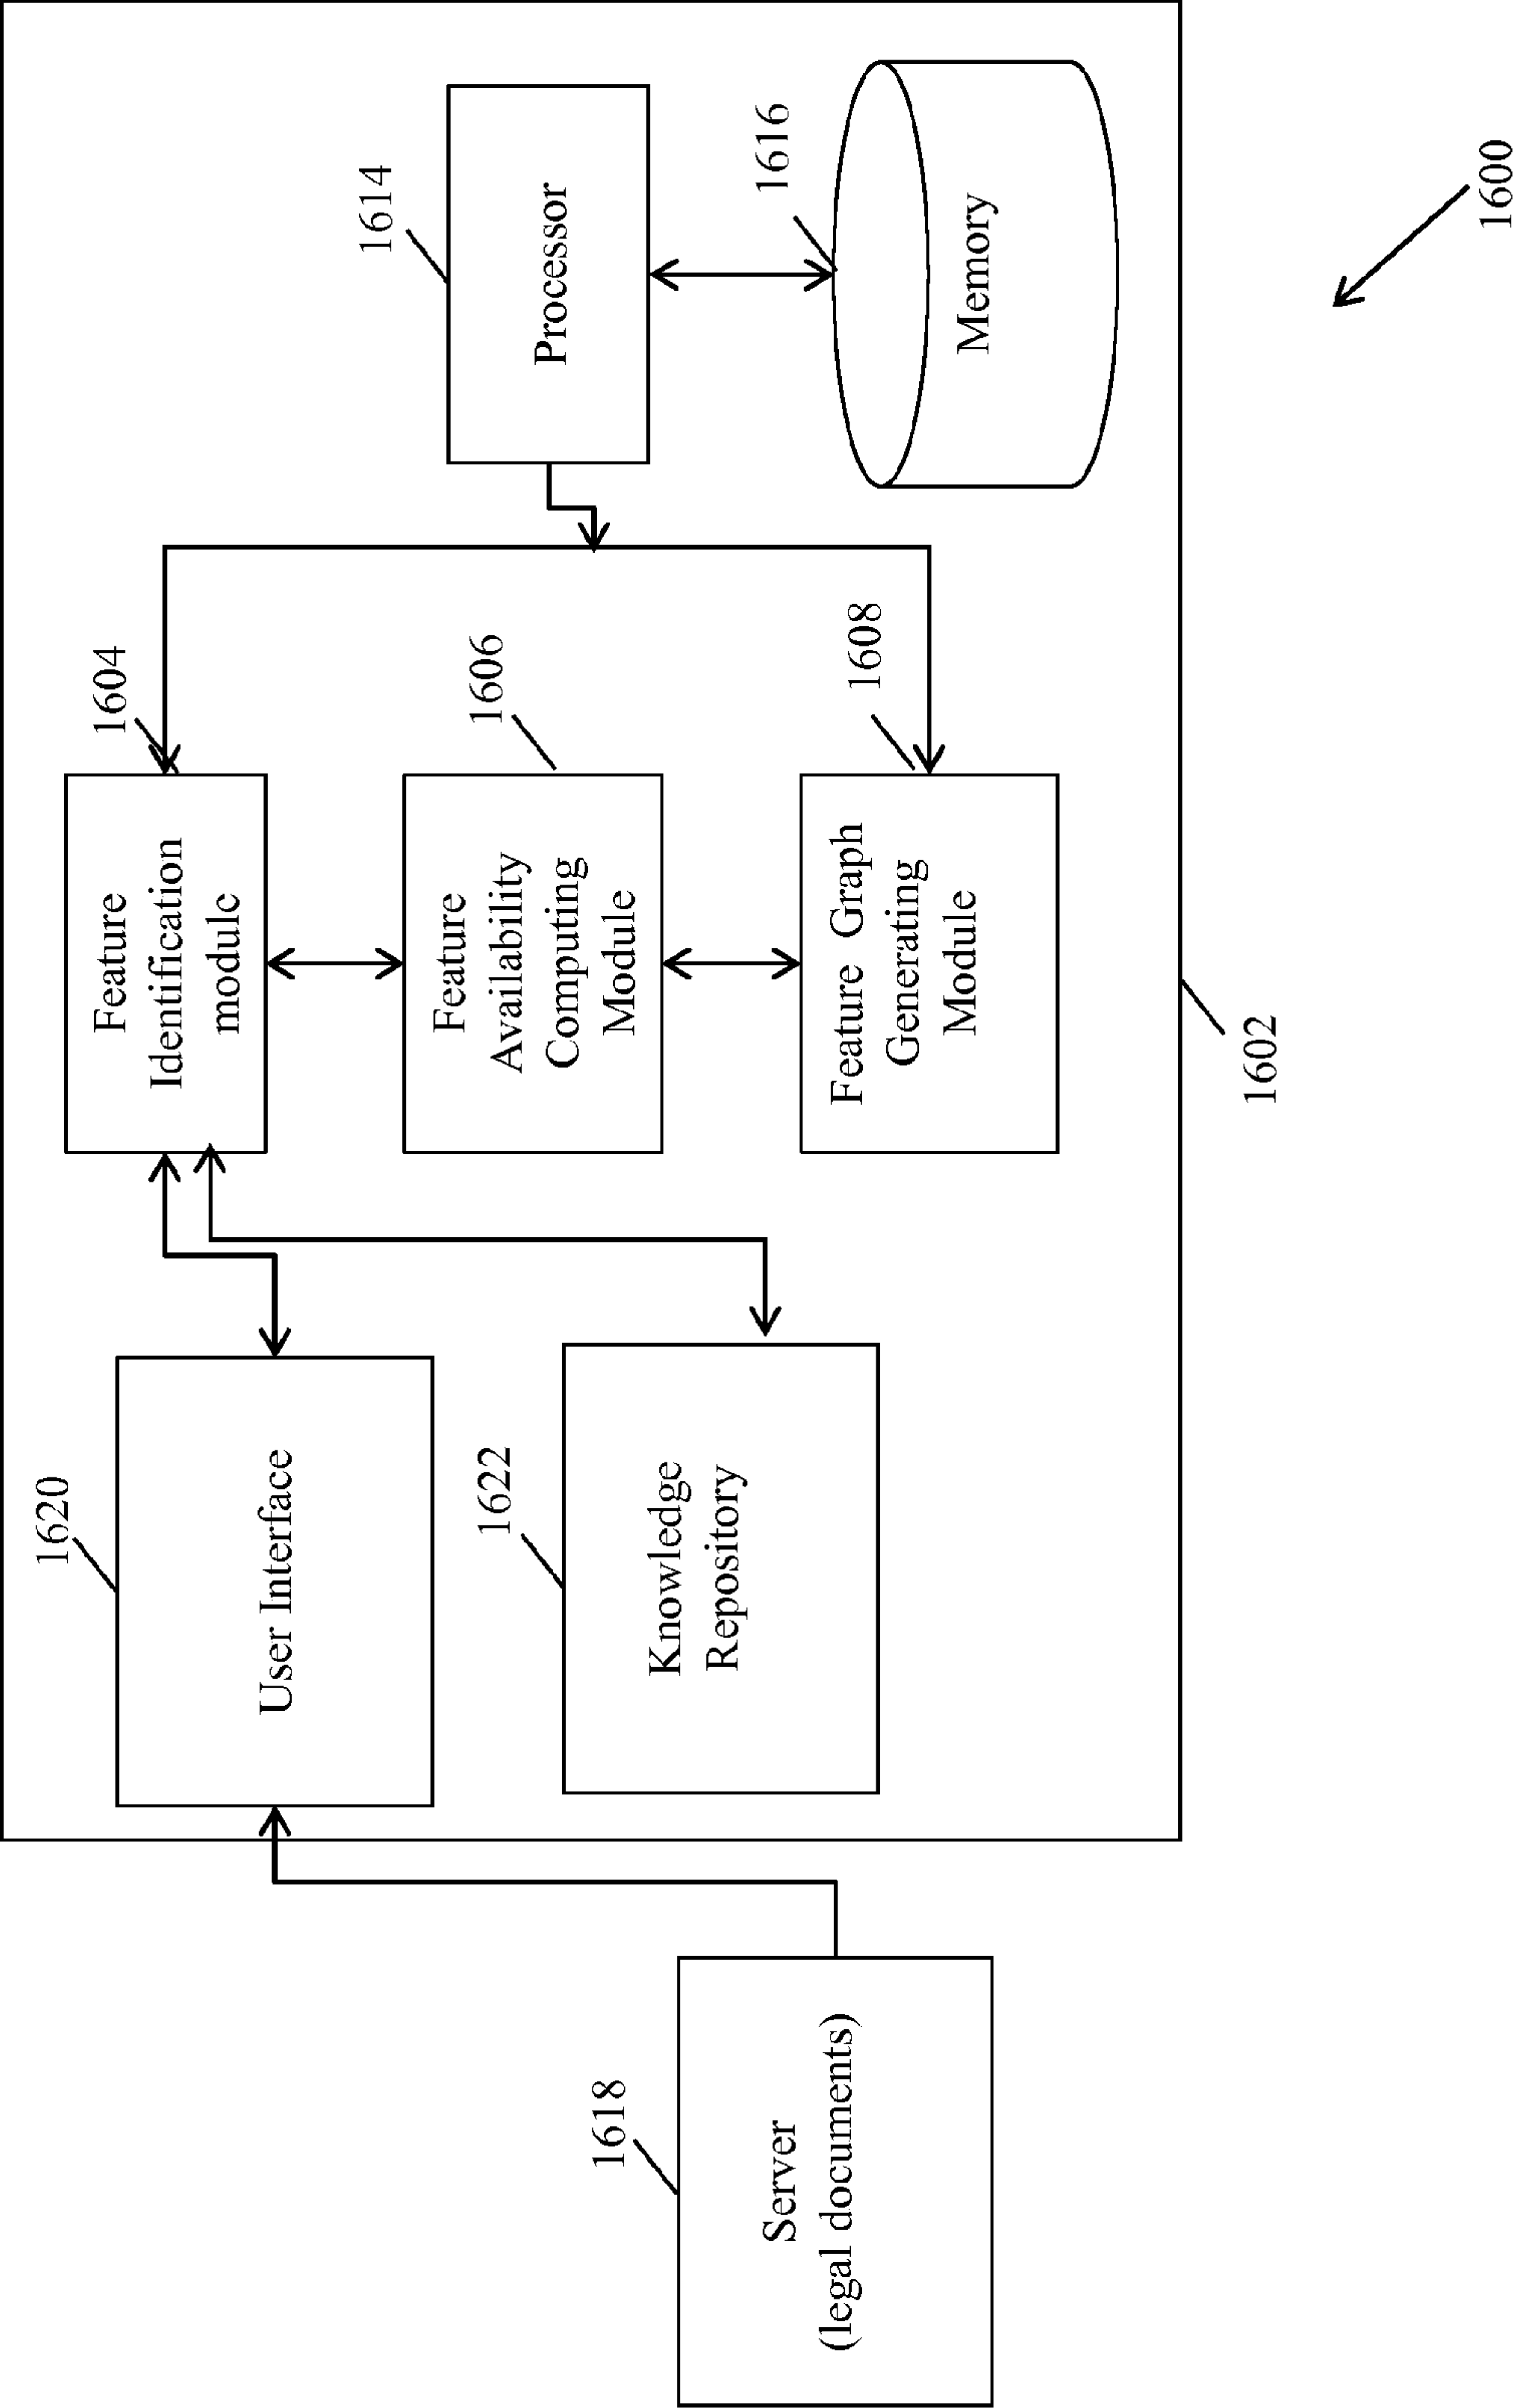 1620
User Interface
1622
Knowledge
Repository
1618
Server
(legal documents)
1604
Feature
Identification
module
1606
Feature
Availability
Computing
Module
1608
Feature Graph
Generating
Module
1614
Processor
1616
Memory
1602
1600